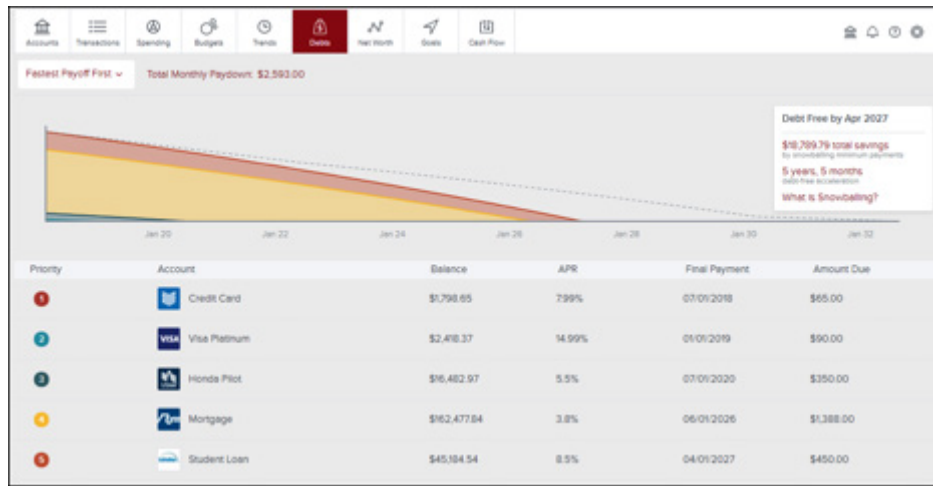 Accounts Transactions Spending Budgets Trends Debts Net Worth Goals Cash Flow
Fastest Payoff First Total Monthly Paydown: $2,593.00
Debt Free by Apr 2027
$18,789.79 total savings
by snowballing minimum payments
5 years, 5 months
debt-free acceleration
What is Snowballing?
Jan 20 Jan 22 Jan 24 Jan 26 Jan 28 Jan 30 Jan 32
Priority Account Balance APR Final Payment Amount Due
1 Credit Card $1,798.65 7.99% 07/01/2018 $65.00
2 VISA Visa Platinum $2,418.37 14.99% 01/01/2019 $90.00
3 Honda Pilot $16,482.97 5.5% 07/01/2020 $350.00
4 Mortgage $162,477.84 3.8% 06/01/2026 $1,388.00
5 Student Loan $45,184.54 8.5% 04/01/2027 $450.00